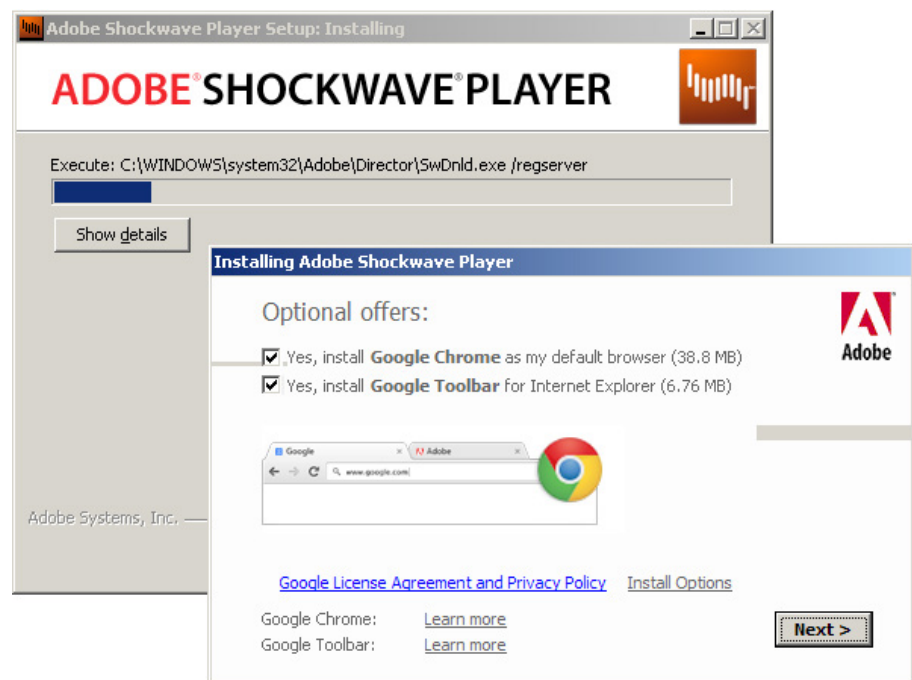 Adobe Shockwave Player Setup: Installing
ADOBE® SHOCKWAVE® PLAYER
Execute: C:\WINDOWS\system32\Adobe\Director\SwDnld.exe /regserver
Show details
Installing Adobe Shockwave Player
Optional offers:
Yes, install Google Chrome as my default browser (38.8 MB)
Yes, install Google Toolbar for Internet Explorer (6.76 MB)
Adobe
Google
Adobe
www.google.com
Adobe Systems, Inc.
Google License Agreement and Privacy Policy Install Options
Google Chrome: Learn more
Google Toolbar: Learn more
Next >